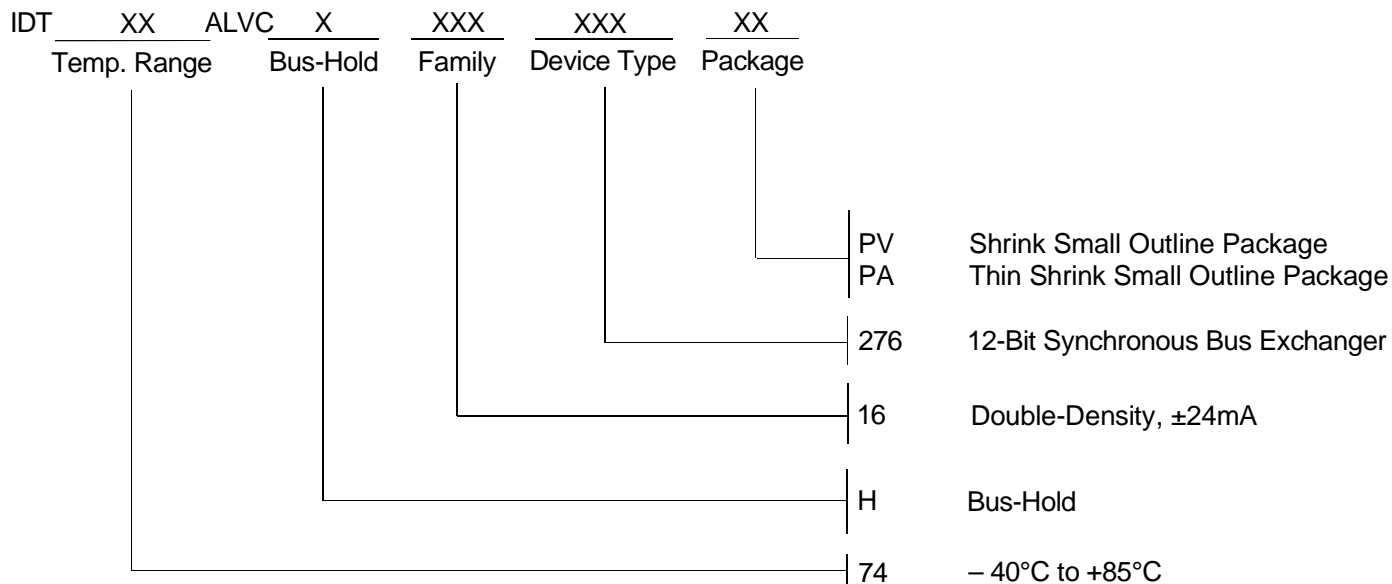 IDT XX ALVC X XXX XXX XX
Temp. Range Bus-Hold Family Device Type Package
PV Shrink Small Outline Package
PA Thin Shrink Small Outline Package
276 12-Bit Synchronous Bus Exchanger
16 Double-Density, ±24mA
H Bus-Hold
74 – 40°C to +85°C